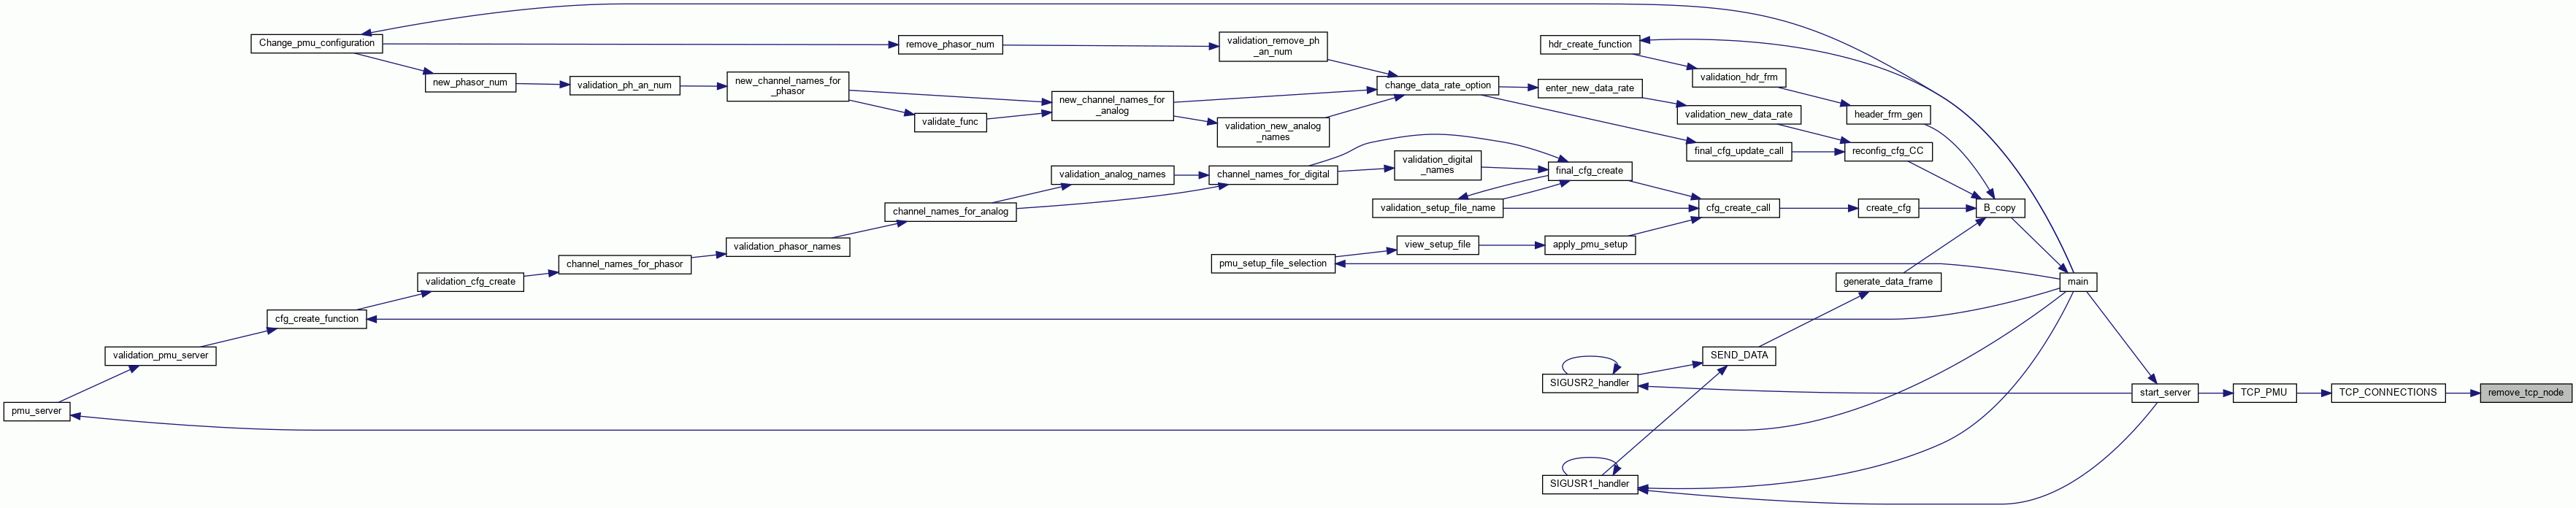 Change_pmu_configuration
remove_phasor_num
validation_remove_ph
_an_num
hdr_create_function
validation_hdr_frm
new_phasor_num
validation_ph_an_num
new_channel_names_for
_phasor
change_data_rate_option
enter_new_data_rate
new_channel_names_for
_analog
validate_func
validation_new_analog
_names
validation_new_data_rate
header_frm_gen
final_cfg_update_call
reconfig_cfg_CC
validation_analog_names
channel_names_for_digital
validation_digital
_names
final_cfg_create
channel_names_for_analog
validation_setup_file_name
cfg_create_call
create_cfg
B_copy
validation_phasor_names
view_setup_file
apply_pmu_setup
channel_names_for_phasor
pmu_setup_file_selection
validation_cfg_create
generate_data_frame
main
cfg_create_function
validation_pmu_server
SEND_DATA
SIGUSR2_handler
start_server
TCP_PMU
TCP_CONNECTIONS
remove_tcp_node
pmu_server
SIGUSR1_handler